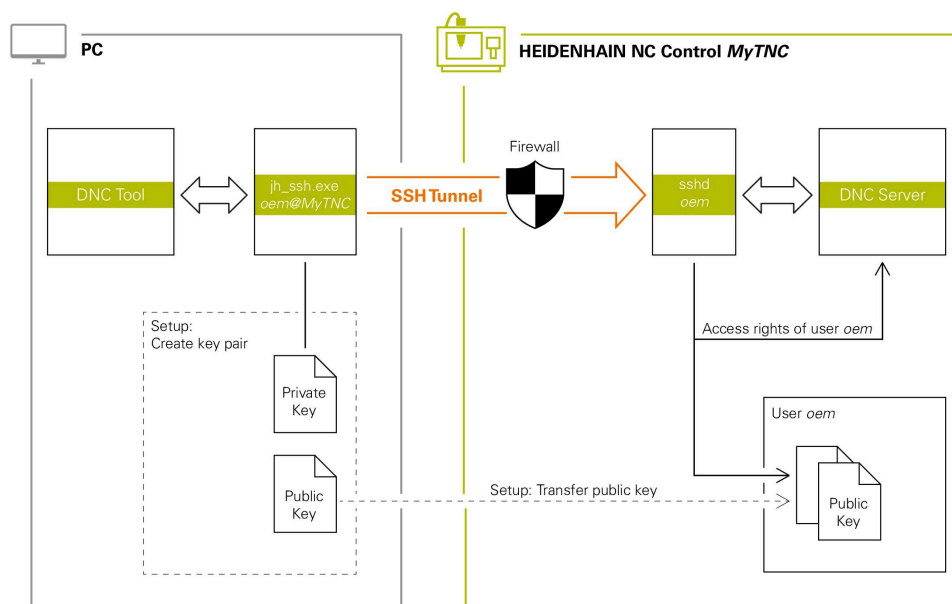 PC
HEIDENHAIN NC Control MyTNC
Firewall
DNC Tool
jh_ssh.exe
oem@MyTNC
SSH Tunnel
sshd
oem
DNC Server
Setup:
Create key pair
Access rights of user oem
Private
Key
User oem
Public
Key
Setup: Transfer public key
Public
Key